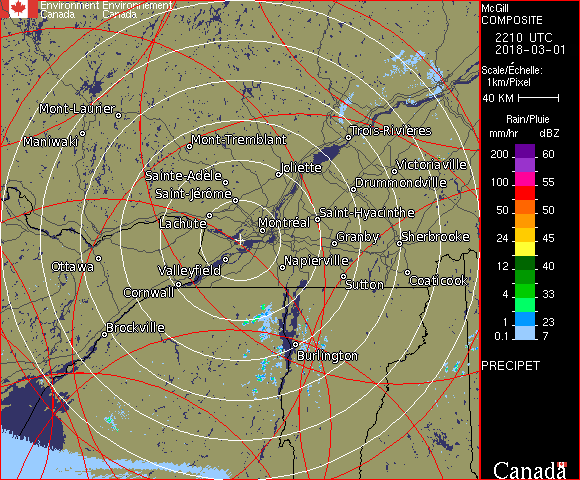 Environment Environnement
Canada Canada
McGill
COMPOSITE
2210 UTC
2018-03-01
Scale/Échelle:
1km/Pixel
40 KM
Rain/Pluie
mm/hr dBZ
200 60
100 55
50 50
24 45
12 40
4 33
1 23
0.1 7
PRECIPET
Canada
Mont-Laurier
Maniwaki
Mont-Tremblant
Trois-Rivières
Sainte-Adèle
Joliette
Victoriaville
Saint-Jérôme
Drummondville
Lachute
Montréal
Saint-Hyacinthe
Granby
Sherbrooke
Ottawa
Valleyfield
Napierville
Cornwall
Sutton
Coaticook
Brockville
Burlington